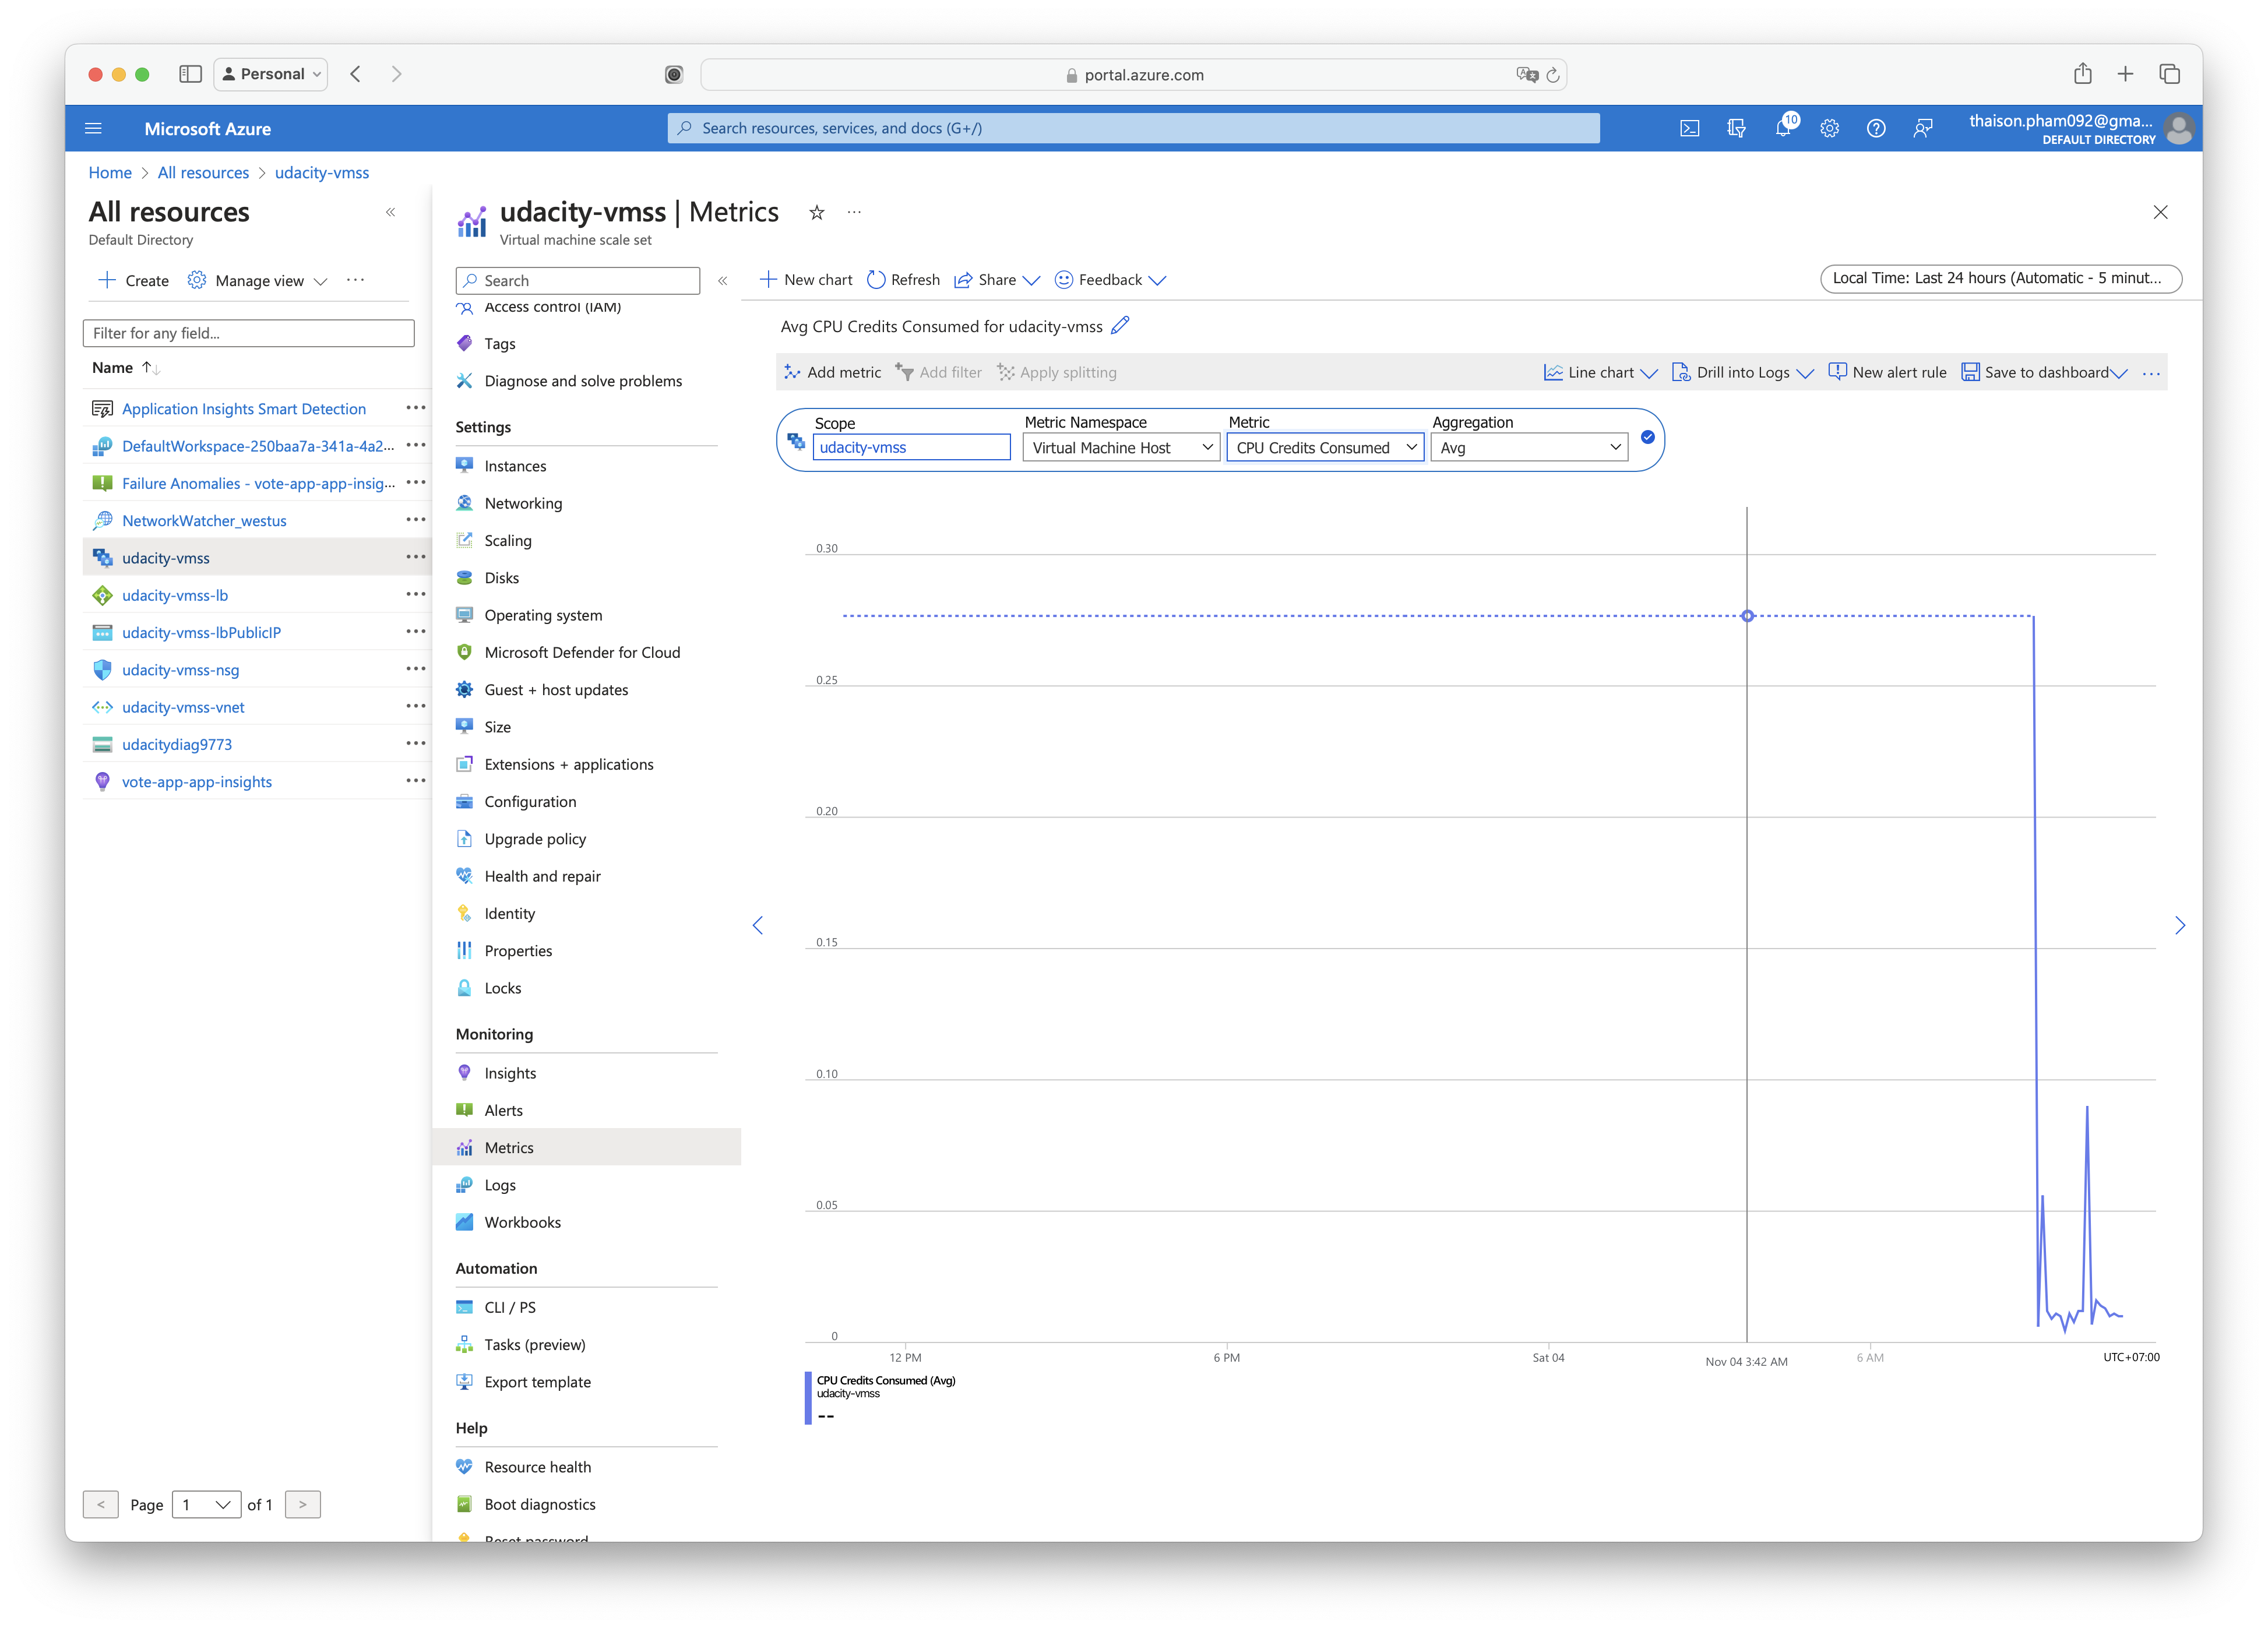 Personal
portal.azure.com
Microsoft Azure
Search resources, services, and docs (G+/)
10
thaison.pham092@gma...
DEFAULT DIRECTORY
Home > All resources > udacity-vmss
All resources
Default Directory
Create
Manage view
Filter for any field...
Name
Application Insights Smart Detection
DefaultWorkspace-250baa7a-341a-4a2...
Failure Anomalies - vote-app-app-insig...
NetworkWatcher_westus
udacity-vmss
udacity-vmss-lb
udacity-vmss-lbPublicIP
udacity-vmss-nsg
udacity-vmss-vnet
udacitydiag9773
vote-app-app-insights
< Page 1 of 1 >
udacity-vmss | Metrics
Virtual machine scale set
Search
Access control (IAM)
Tags
Diagnose and solve problems
Settings
Instances
Networking
Scaling
Disks
Operating system
Microsoft Defender for Cloud
Guest + host updates
Size
Extensions + applications
Configuration
Upgrade policy
Health and repair
Identity
Properties
Locks
Monitoring
Insights
Alerts
Metrics
Logs
Workbooks
Automation
CLI / PS
Tasks (preview)
Export template
Help
Resource health
Boot diagnostics
Reset password
New chart
Refresh
Share
Feedback
Local Time: Last 24 hours (Automatic - 5 minut...
Avg CPU Credits Consumed for udacity-vmss
Add metric
Add filter
Apply splitting
Line chart
Drill into Logs
New alert rule
Save to dashboard
Scope
udacity-vmss
Metric Namespace
Virtual Machine Host
Metric
CPU Credits Consumed
Aggregation
Avg
0.30
0.25
0.20
0.15
0.10
0.05
0
12 PM
6 PM
Sat 04
Nov 04 3:42 AM
6 AM
UTC+07:00
CPU Credits Consumed (Avg)
udacity-vmss
--